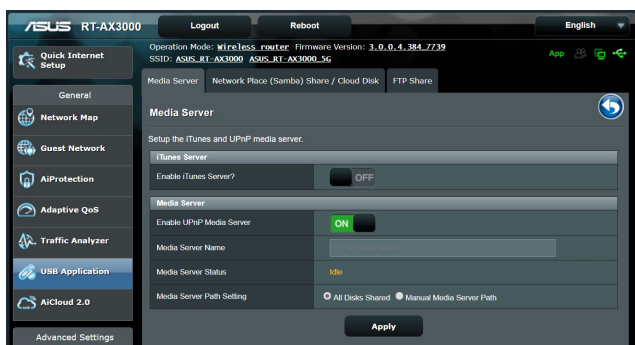 ASUS RT-AX3000 Logout Reboot English
Operation Mode: Wireless router Firmware Version: 3.0.0.4.384_7739
SSID: ASUS_RT-AX3000 ASUS_RT-AX3000_5G
App
Quick Internet
Setup
General
Network Map
Guest Network
AiProtection
Adaptive QoS
Traffic Analyzer
USB Application
AiCloud 2.0
Advanced Settings
Media Server Network Place (Samba) Share / Cloud Disk FTP Share
Media Server
Setup the iTunes and UPnP media server.
iTunes Server
Enable iTunes Server? OFF
Media Server
Enable UPnP Media Server ON
Media Server Name
Media Server Status Idle
Media Server Path Setting All Disks Shared Manual Media Server Path
Apply